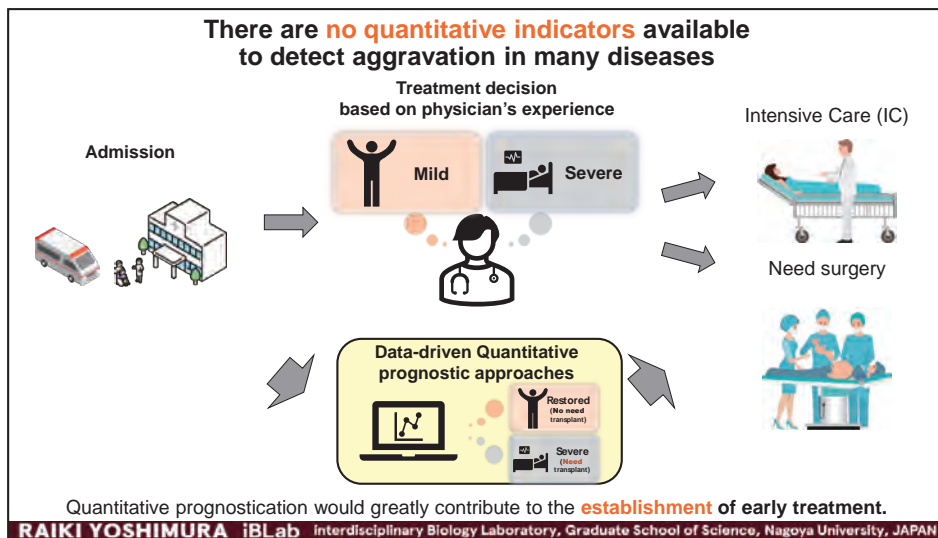 There are no quantitative indicators available
to detect aggravation in many diseases
Treatment decision
based on physician's experience
Admission
Mild
Severe
Intensive Care (IC)
Need surgery
Data-driven Quantitative
prognostic approaches
Restored
(No need
transplant)
Severe
(Need
transplant)
Quantitative prognostication would greatly contribute to the establishment of early treatment.
RAIKI YOSHIMURA iBLab interdisciplinary Biology Laboratory, Graduate School of Science, Nagoya University, JAPAN